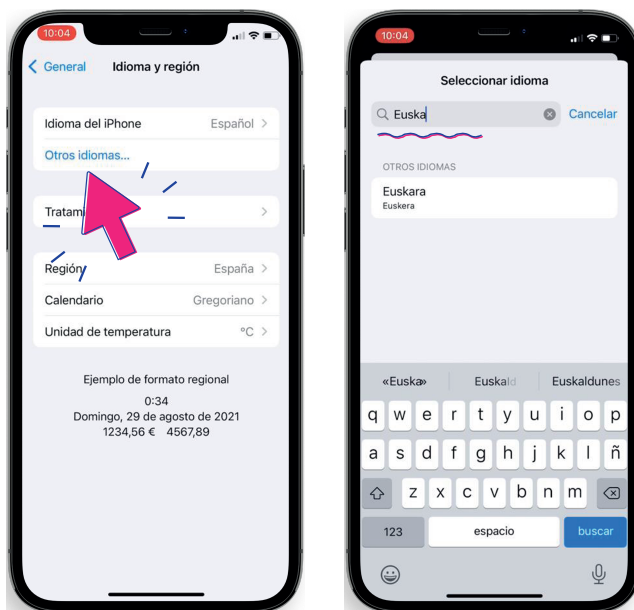 10:04
General
Idioma y región
Idioma del iPhone
Español
Otros idiomas...
Región
España
Calendario
Gregoriano
Unidad de temperatura
°C
Ejemplo de formato regional
0:34
Domingo, 29 de agosto de 2021
1234,56 € 4567,89
10:04
Seleccionar idioma
Euska
Cancelar
OTROS IDIOMAS
Euskara
Euskera
«Euska»
Euskald
Euskaldunes
q w e r t y u i o p
a s d f g h j k l ñ
z x c v b n m
123
espacio
buscar